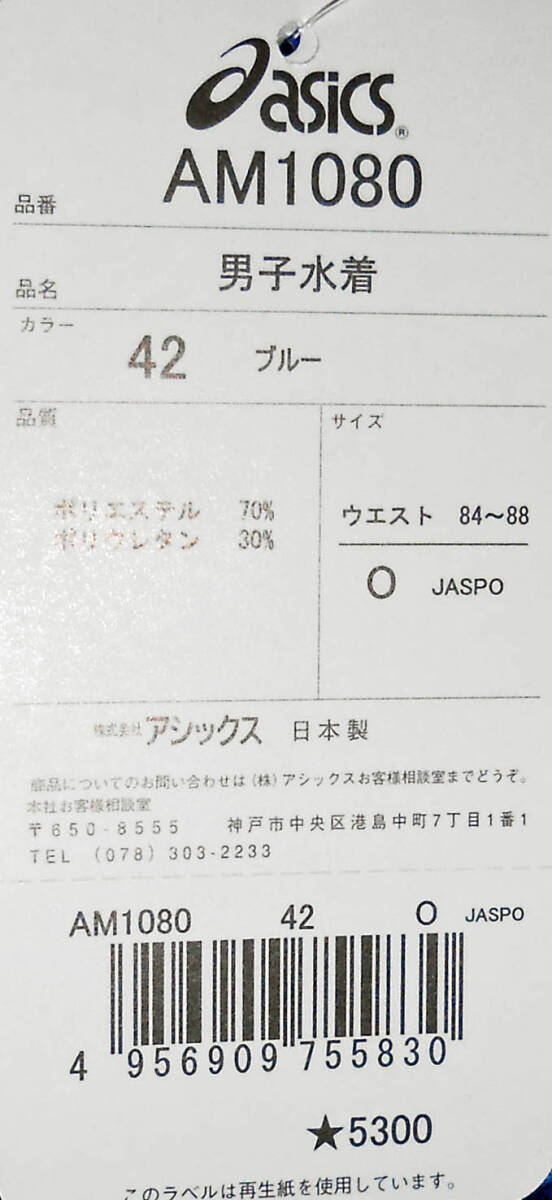 asics®
品番 AM1080
品名 男子水着
カラー
42 ブルー
品質
ポリエステル 70%
ポリウレタン 30%
サイズ
ウエスト 84～88
O JASPO
株式会社アシックス 日本製
商品についてのお問い合わせは(株)アシックスお客様相談室までどうぞ。
本社お客様相談室
〒650-8555 神戸市中央区港島中町7丁目1番1
TEL (078) 303-2233
AM1080 42 O JASPO
4 956909 755830
★5300
このラベルは再生紙を使用しています。